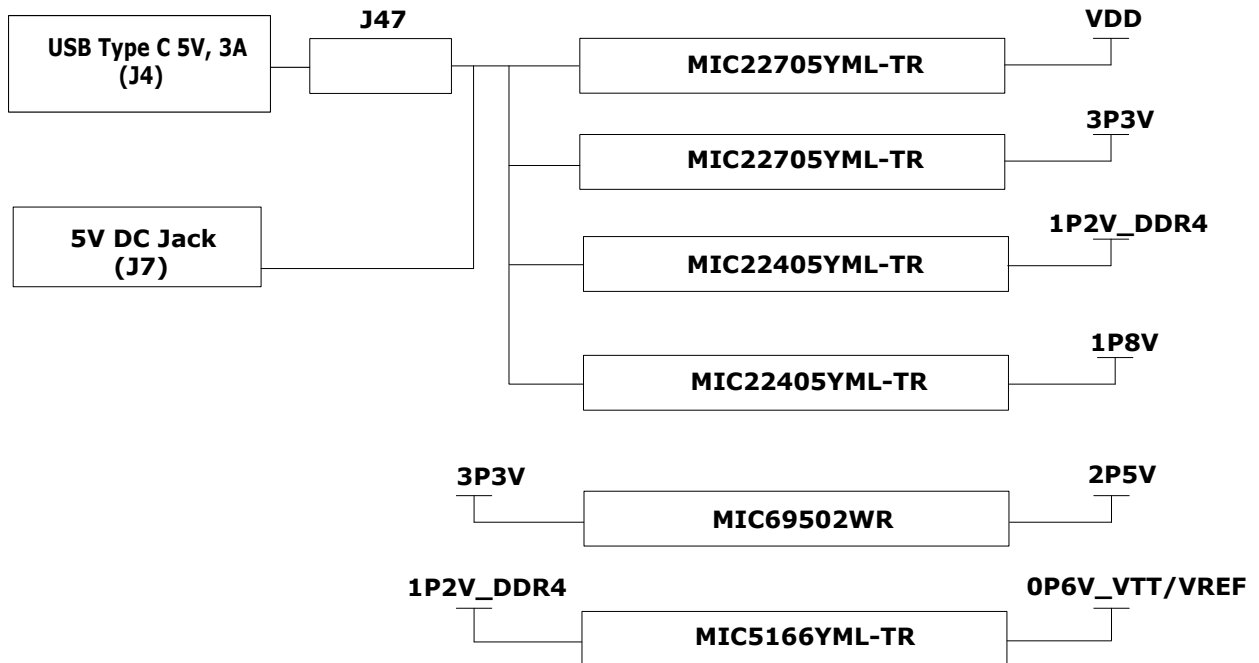 J47
VDD
USB Type C 5V, 3A
(J4)
MIC22705YML-TR
3P3V
MIC22705YML-TR
5V DC Jack
(J7)
1P2V_DDR4
MIC22405YML-TR
1P8V
MIC22405YML-TR
3P3V
2P5V
MIC69502WR
1P2V_DDR4
0P6V_VTT/VREF
MIC5166YML-TR